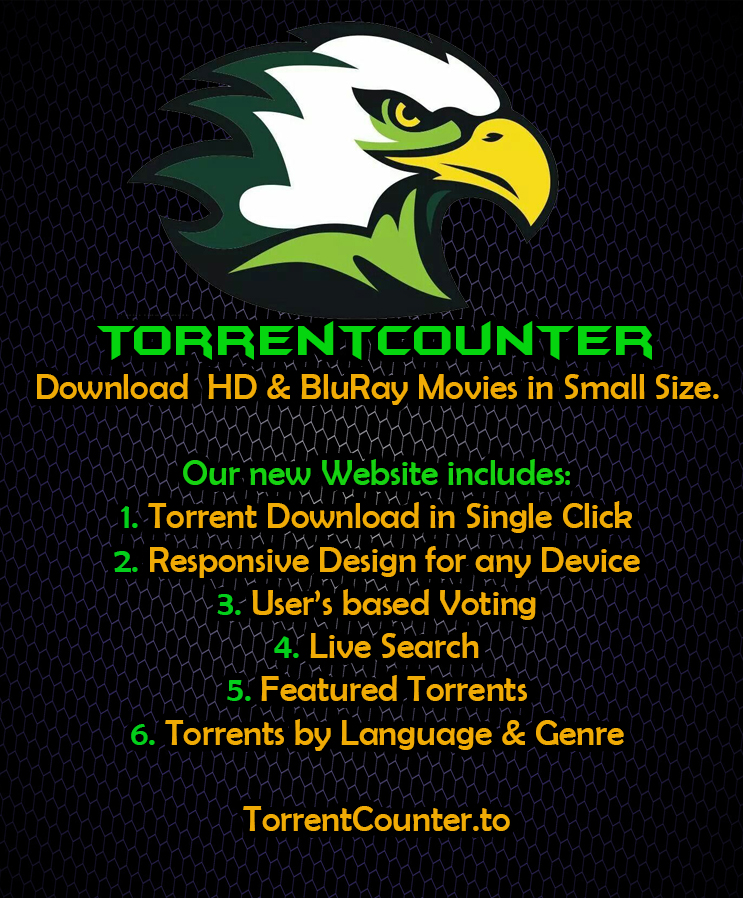 TORRENTCOUNTER
Download HD & BluRay Movies in Small Size.
Our new Website includes:
1. Torrent Download in Single Click
2. Responsive Design for any Device
3. User's based Voting
4. Live Search
5. Featured Torrents
6. Torrents by Language & Genre
TorrentCounter.to